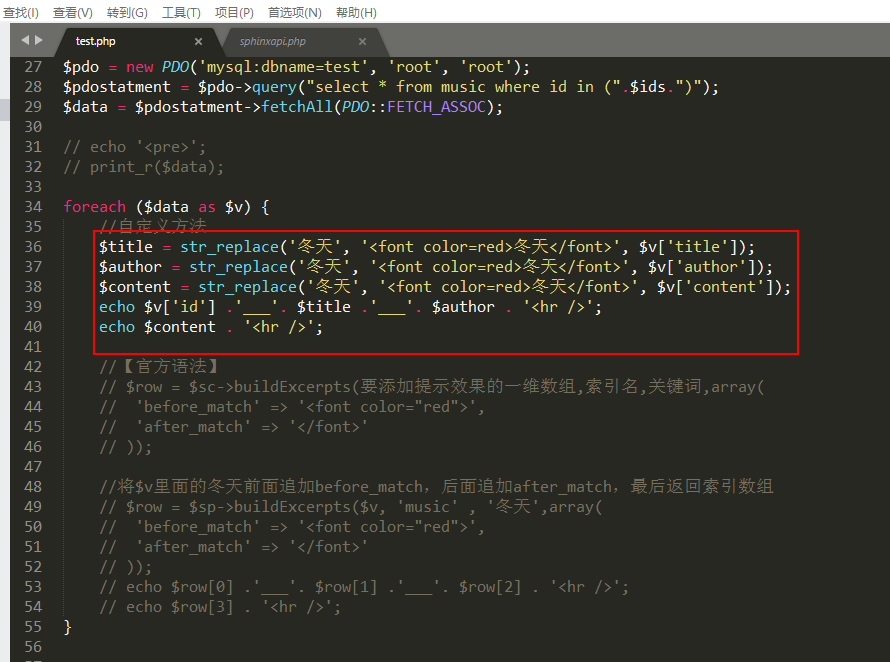 查找(I) 查看(V) 转到(G) 工具(T) 项目(P) 首选项(N) 帮助(H)
test.php × sphinxapi.php ×
27 $pdo = new PDO('mysql:dbname=test', 'root', 'root');
28 $pdostatment = $pdo->query("select * from music where id in (".$ids.")");
29 $data = $pdostatment->fetchAll(PDO::FETCH_ASSOC);
30
31 // echo '<pre>';
32 // print_r($data);
33
34 foreach ($data as $v) {
35 //自定义方法
36 $title = str_replace('冬天', '<font color=red>冬天</font>', $v['title']);
37 $author = str_replace('冬天', '<font color=red>冬天</font>', $v['author']);
38 $content = str_replace('冬天', '<font color=red>冬天</font>', $v['content']);
39 echo $v['id'] .'___'. $title .'___'. $author . '<hr />';
40 echo $content . '<hr />';
41
42 //【官方语法】
43 // $row = $sc->buildExcerpts(要添加提示效果的一维数组,索引名,关键词,array(
44 // 'before_match' => '<font color="red">',
45 // 'after_match' => '</font>'
46 // ));
47
48 //将$v里面的冬天前面追加before_match，后面追加after_match，最后返回索引数组
49 // $row = $sp->buildExcerpts($v, 'music' , '冬天',array(
50 // 'before_match' => '<font color="red">',
51 // 'after_match' => '</font>'
52 // ));
53 // echo $row[0] .'___'. $row[1] .'___'. $row[2] . '<hr />';
54 // echo $row[3] . '<hr />';
55 }
56